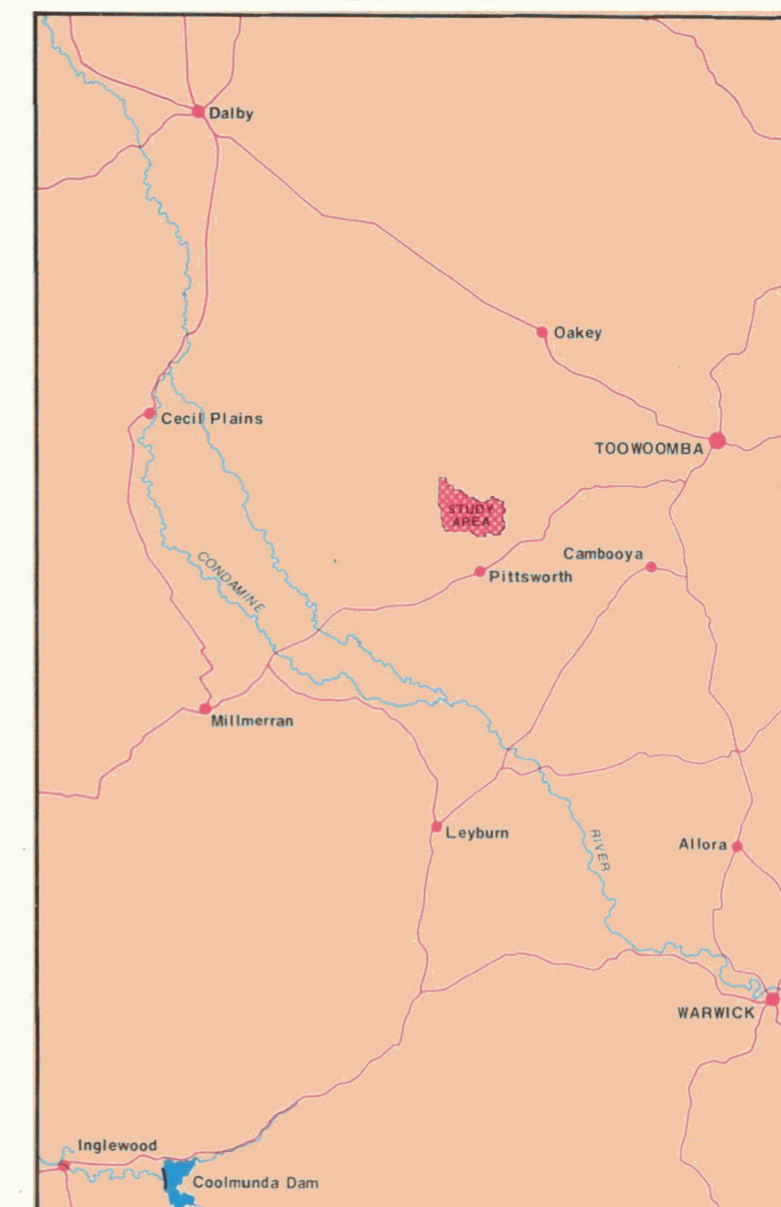 Dalby
Oakey
Cecil Plains
TOOWOOMBA
STUDY
AREA
Cambooya
Pittsworth
CONDAMINE
Millmerran
Leyburn
RIVER
Allora
WARWICK
Inglewood
Coolmunda Dam